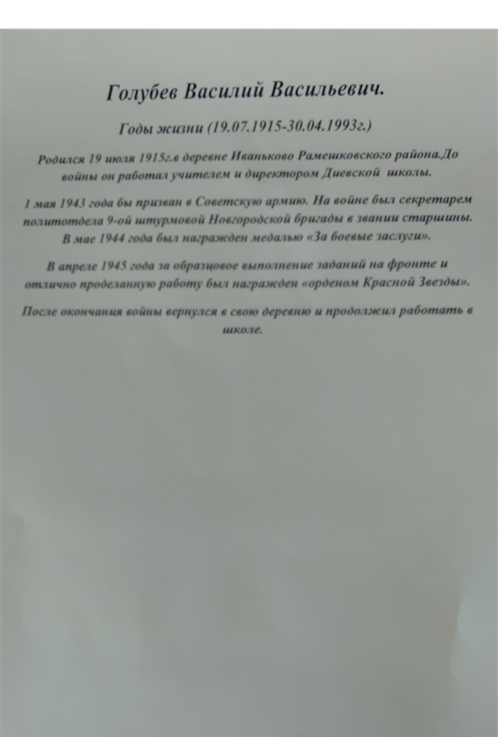 Голубев Василий Васильевич.
Годы жизни (19.07.1915-30.04.1993г.)
Родился 19 июля 1915г.в деревне Иваньково Рамешковского района.До
войны он работал учителем и директором Диевской школы.
1 мая 1943 года бы призван в Советскую армию. На войне был секретарем
политотдела 9-ой штурмовой Новгородской бригады в звании старшины.
В мае 1944 года был награжден медалью «За боевые заслуги».
В апреле 1945 года за образцовое выполнение заданий на фронте и
отлично проделанную работу был награжден «орденом Красной Звезды».
После окончания войны вернулся в свою деревню и продолжил работать в
школе.